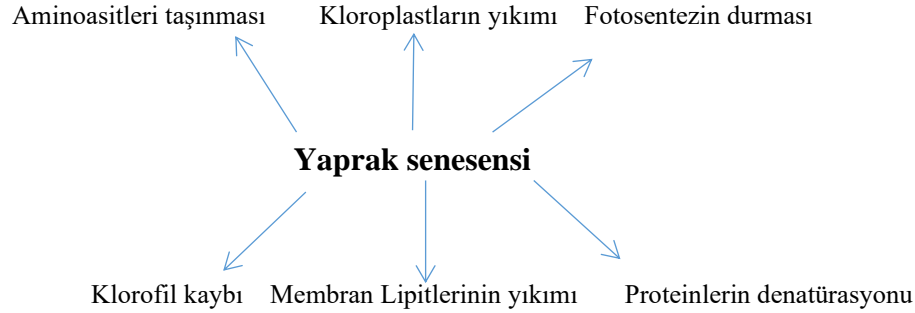 Aminoasitleri taşınması Kloroplastların yıkımı Fotosentezin durması
Yaprak senesensi
Klorofil kaybı Membran Lipitlerinin yıkımı Proteinlerin denatürasyonu